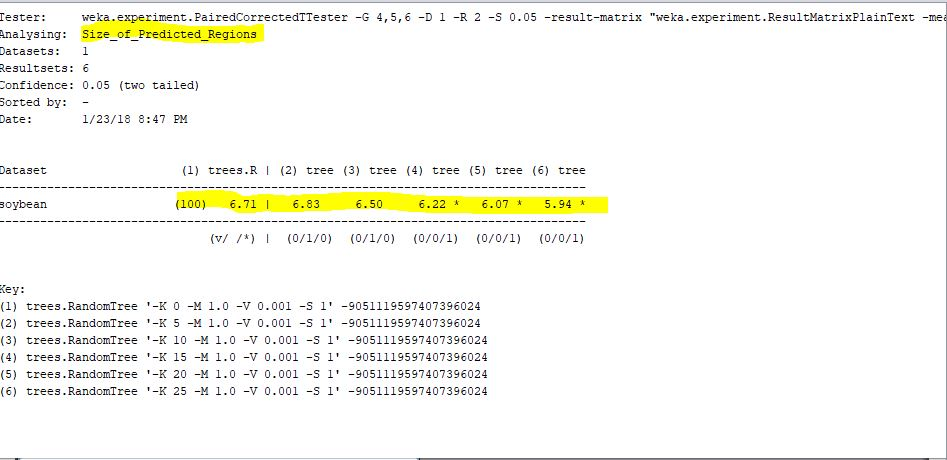 Tester: weka.experiment.PairedCorrectedTTester -G 4,5,6 -D 1 -R 2 -S 0.05 -result-matrix "weka.experiment.ResultMatrixPlainText -mea
Analysing: Size_of_Predicted_Regions
Datasets: 1
Resultsets: 6
Confidence: 0.05 (two tailed)
Sorted by: -
Date: 1/23/18 8:47 PM
Dataset (1) trees.R | (2) tree (3) tree (4) tree (5) tree (6) tree
--------------------------------------------------------------------------------------
soybean (100) 6.71 | 6.83 6.50 6.22 * 6.07 * 5.94 *
--------------------------------------------------------------------------------------
(v/ /*) | (0/1/0) (0/1/0) (0/0/1) (0/0/1) (0/0/1)
Key:
(1) trees.RandomTree '-K 0 -M 1.0 -V 0.001 -S 1' -9051119597407396024
(2) trees.RandomTree '-K 5 -M 1.0 -V 0.001 -S 1' -9051119597407396024
(3) trees.RandomTree '-K 10 -M 1.0 -V 0.001 -S 1' -9051119597407396024
(4) trees.RandomTree '-K 15 -M 1.0 -V 0.001 -S 1' -9051119597407396024
(5) trees.RandomTree '-K 20 -M 1.0 -V 0.001 -S 1' -9051119597407396024
(6) trees.RandomTree '-K 25 -M 1.0 -V 0.001 -S 1' -9051119597407396024